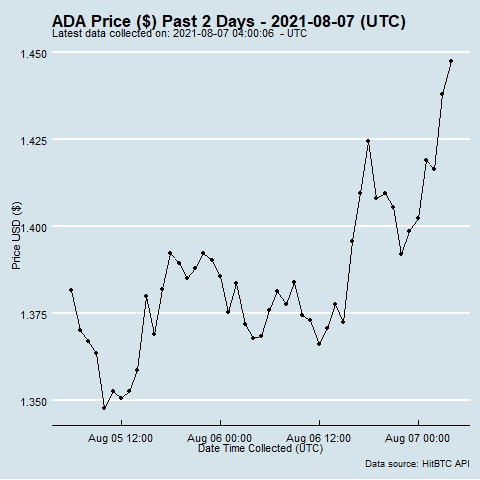 ADA Price ($) Past 2 Days - 2021-08-07 (UTC)
Latest data collected on: 2021-08-07 04:00:06 - UTC
1.450
1.425
1.400
1.375
1.350
Price USD ($)
Aug 05 12:00 Aug 06 00:00 Aug 06 12:00 Aug 07 00:00
Date Time Collected (UTC)
Data source: HitBTC API